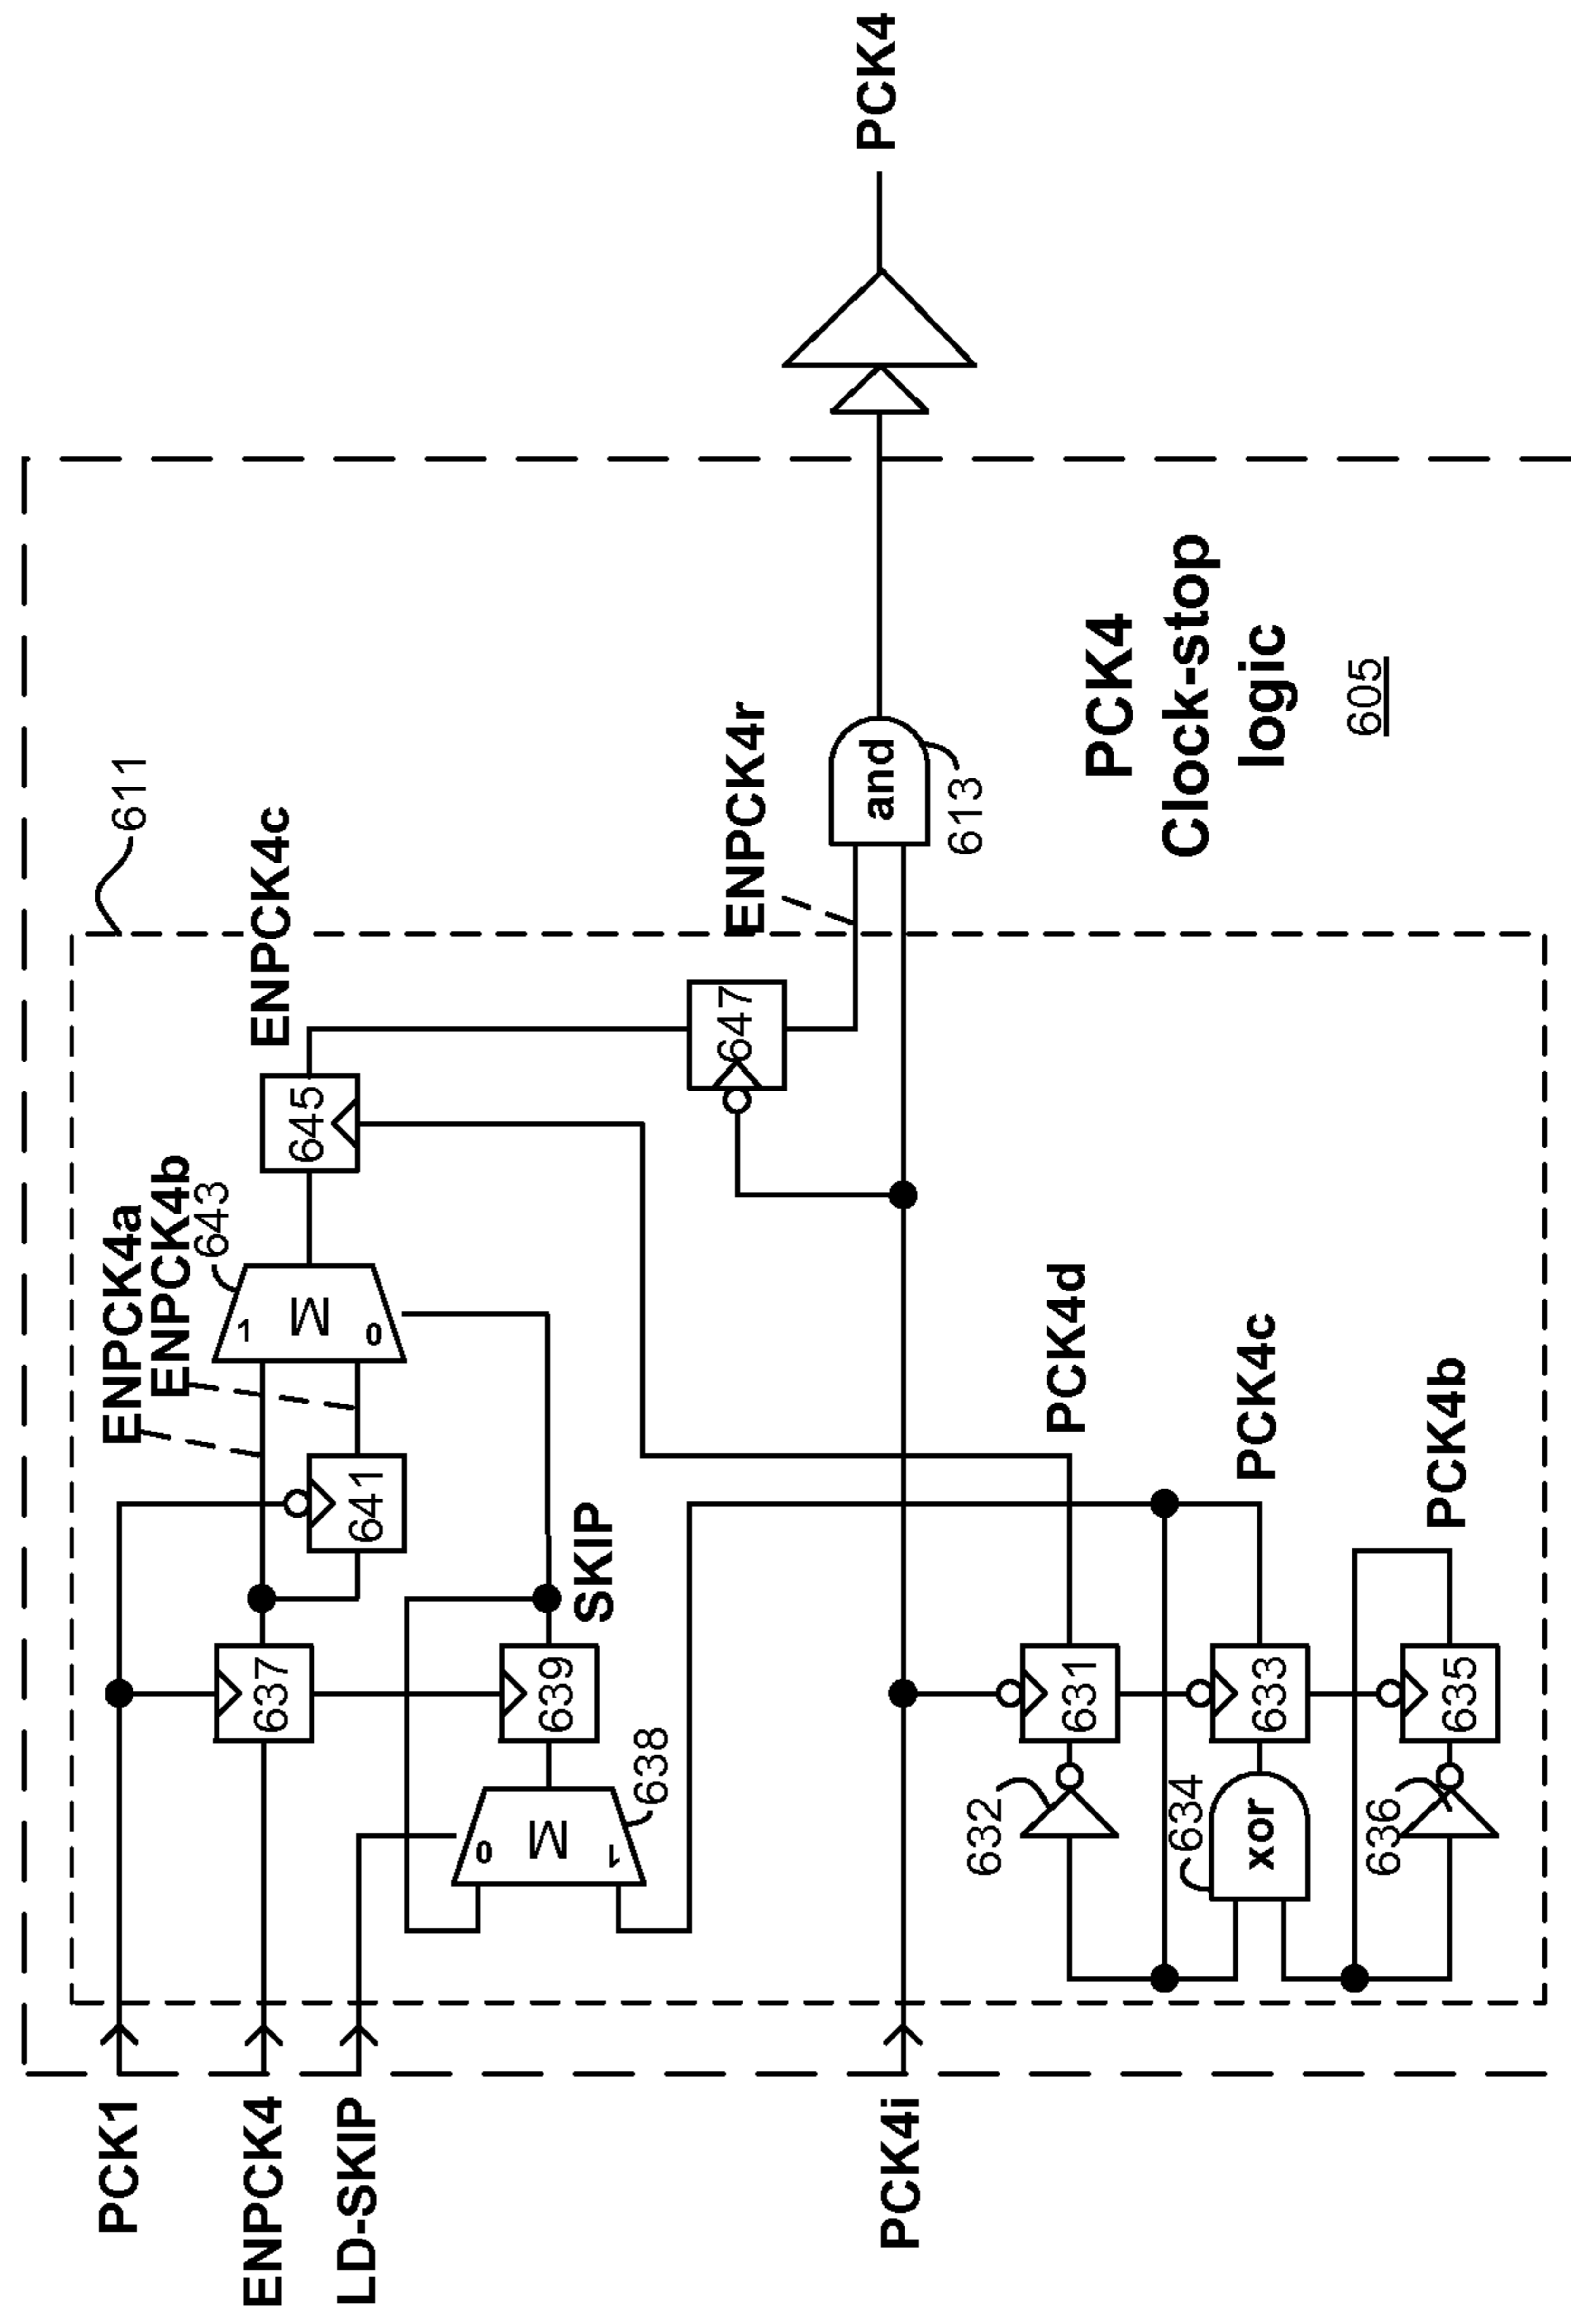 611
ENPCK4a
ENPCK4b
643
ENPCK4c
PCK1
ENPCK4
LD-SKIP
637
641
1
M
0
645
SKIP
639
638
0
M
1
647
ENPCK4r
PCK4i
and
613
PCK4
632
631
PCK4d
634
xor
633
PCK4c
636
635
PCK4b
PCK4
Clock-stop
logic
605